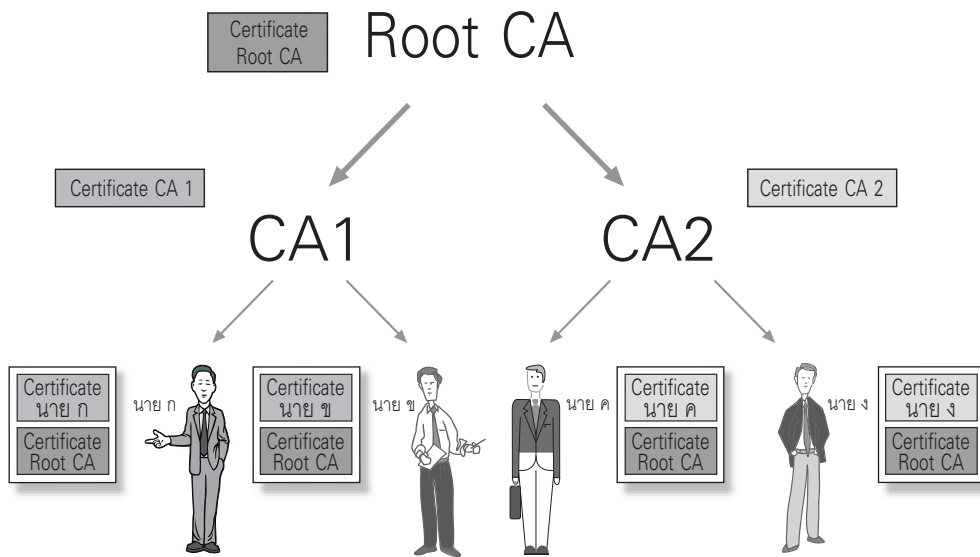 Certificate
Root CA
Root CA
Certificate CA 1
Certificate CA 2
CA1
CA2
Certificate
นาย ก
Certificate
Root CA
นาย ก
Certificate
นาย ข
Certificate
Root CA
นาย ข
นาย ค
Certificate
นาย ค
Certificate
Root CA
นาย ง
Certificate
นาย ง
Certificate
Root CA